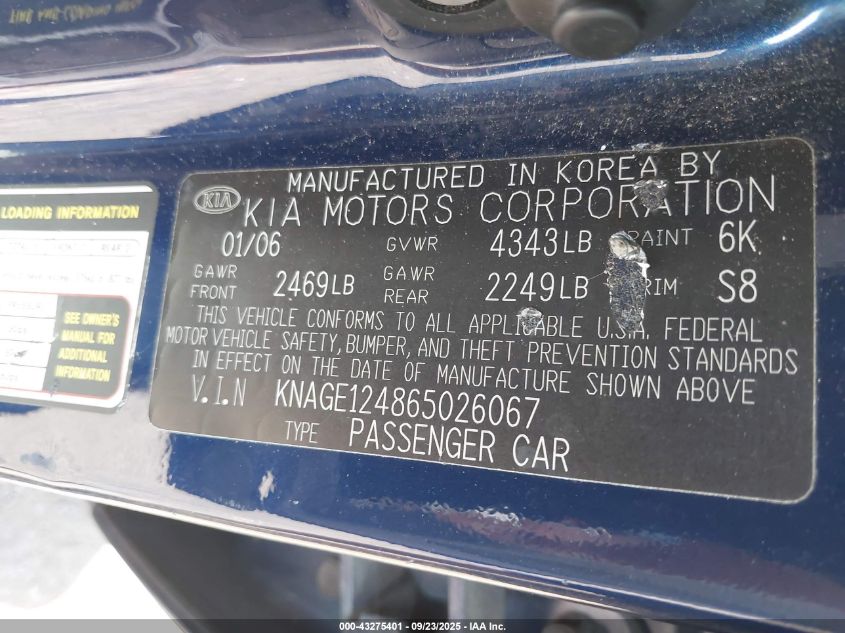 LOADING INFORMATION
SEE OWNER'S
MANUAL FOR
ADDITIONAL
INFORMATION
MANUFACTURED IN KOREA BY
KIA KIA MOTORS CORPORATION
01/06 GVWR 4343LB PAINT 6K
GAWR FRONT 2469LB GAWR REAR 2249LB TRIM S8
THIS VEHICLE CONFORMS TO ALL APPLICABLE U.S.A. FEDERAL
MOTOR VEHICLE SAFETY, BUMPER, AND THEFT PREVENTION STANDARDS
IN EFFECT ON THE DATE OF MANUFACTURE SHOWN ABOVE
V.I.N KNAGE124865026067
TYPE PASSENGER CAR
000-43275401 - 09/23/2025 - IAA Inc.